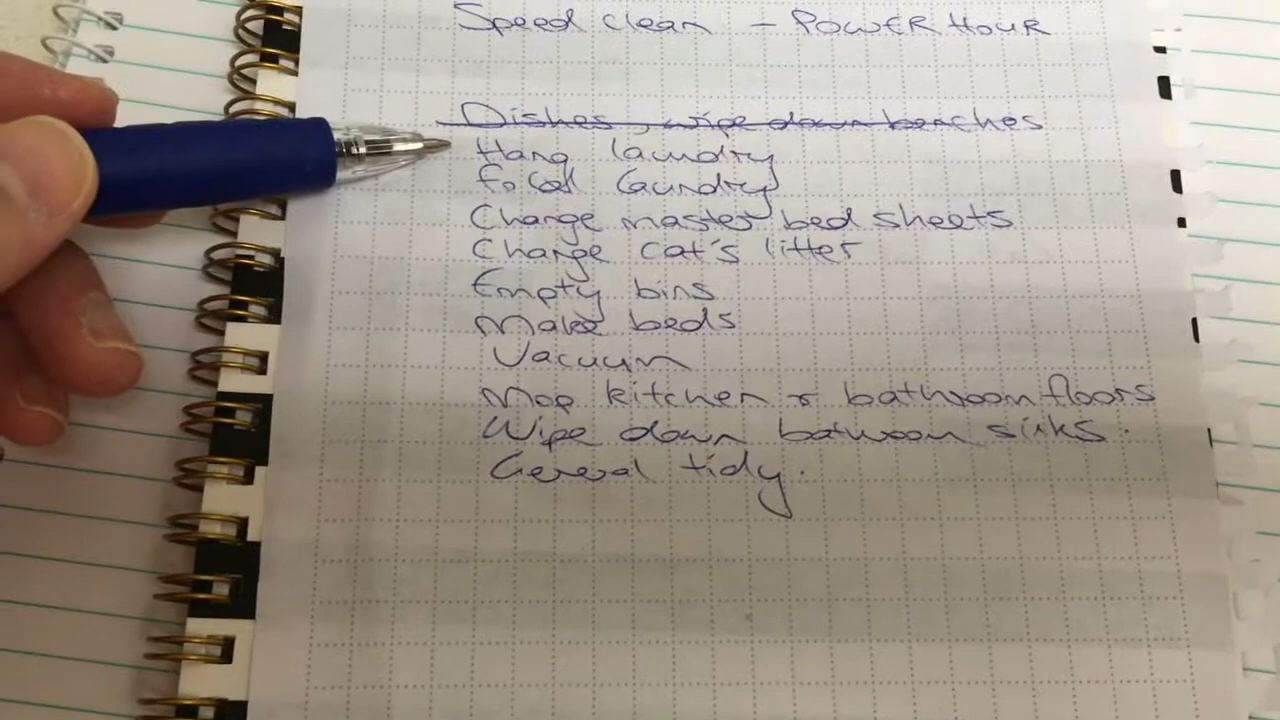 Speed clean - POWER HOUR
Dishes, wipe down benches
Hang laundry
fold laundry
Change master bed sheets
Change cat's litter
Empty bins
Make beds
Vacuum
Mop kitchen & bathroom floors
Wipe down bathroom sinks.
General tidy.